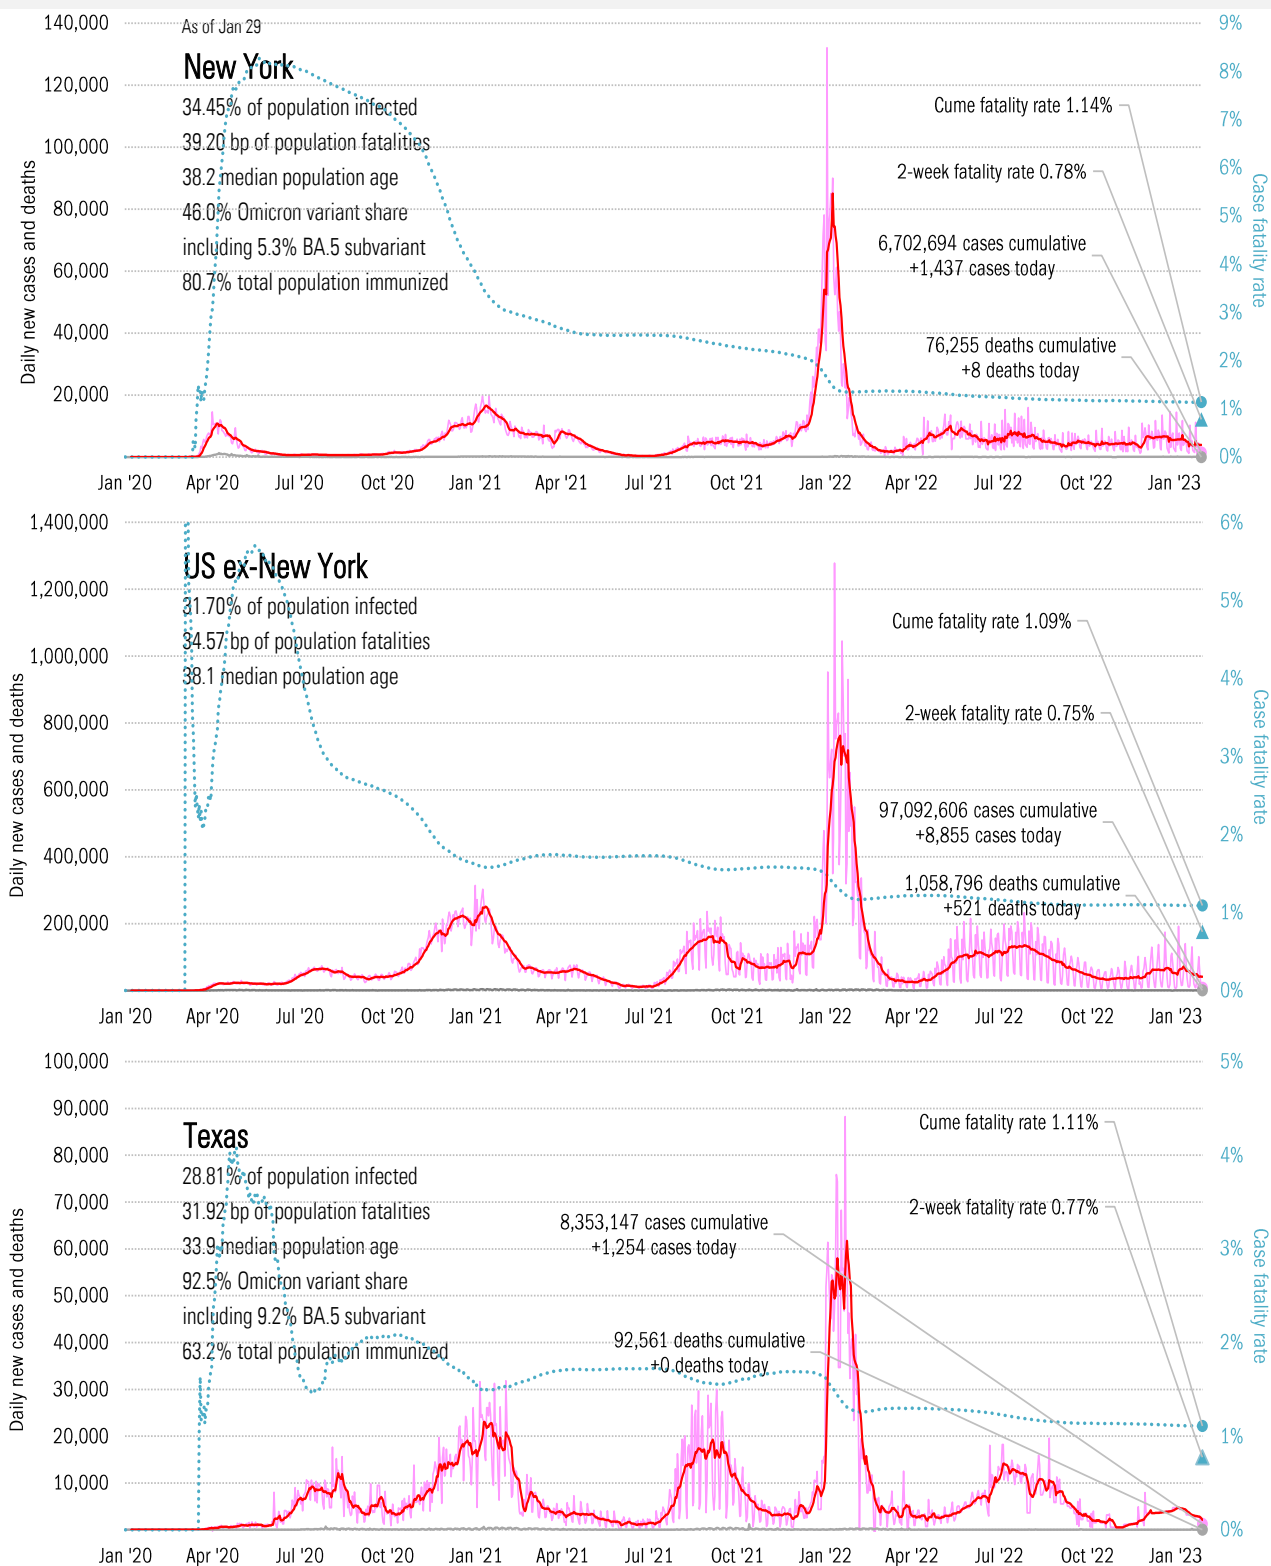 140,000
As of Jan 29
9%
New York
8%
120,000
34.45% of population infected
Cume fatality rate 1.14%
7%
39.20 bp of population fatalities
100,000
38.2 median population age
2-week fatality rate 0.78%
6%
80,000
46.0% Omicron variant share
5%
including 5.3% BA.5 subvariant
6,702,694 cases cumulative
+1,437 cases today
60,000
4%
80.7% total population immunized
3%
40,000
76,255 deaths cumulative
+8 deaths today
2%
20,000
1%
0%
Daily new cases and deaths
Case fatality rate
Jan '20 Apr '20 Jul '20 Oct '20 Jan '21 Apr '21 Jul '21 Oct '21 Jan '22 Apr '22 Jul '22 Oct '22 Jan '23
1,400,000
6%
US ex-New York
1,200,000
5%
31.70% of population infected
Cume fatality rate 1.09%
34.57 bp of population fatalities
1,000,000
38.1 median population age
4%
2-week fatality rate 0.75%
800,000
3%
600,000
97,092,606 cases cumulative
+8,855 cases today
2%
400,000
1,058,796 deaths cumulative
+521 deaths today
200,000
1%
0%
Daily new cases and deaths
Case fatality rate
Jan '20 Apr '20 Jul '20 Oct '20 Jan '21 Apr '21 Jul '21 Oct '21 Jan '22 Apr '22 Jul '22 Oct '22 Jan '23
100,000
5%
90,000
Texas
Cume fatality rate 1.11%
80,000
4%
28.81% of population infected
70,000
31.92 bp of population fatalities
2-week fatality rate 0.77%
8,353,147 cases cumulative
+1,254 cases today
60,000
33.9 median population age
3%
92.5% Omicron variant share
50,000
including 9.2% BA.5 subvariant
40,000
92,561 deaths cumulative
+0 deaths today
2%
63.2% total population immunized
30,000
20,000
1%
10,000
0%
Daily new cases and deaths
Case fatality rate
Jan '20 Apr '20 Jul '20 Oct '20 Jan '21 Apr '21 Jul '21 Oct '21 Jan '22 Apr '22 Jul '22 Oct '22 Jan '23